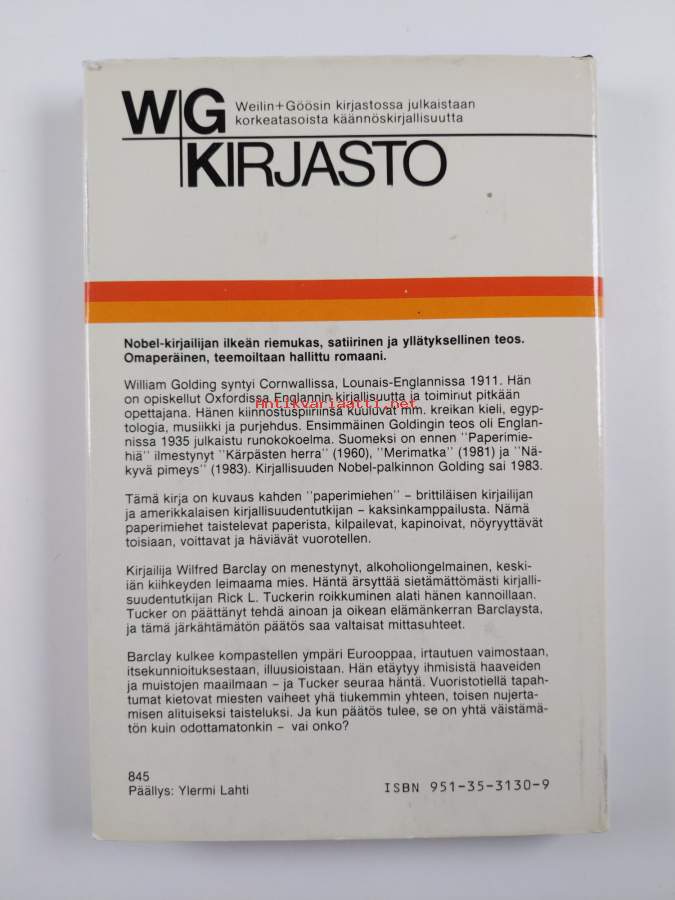 WG
Weilin+Göösin kirjastossa julkaistaan
korkeatasoista käännöskirjallisuutta
KIRJASTO
Nobel-kirjailijan ilkeän riemukas, satiirinen ja yllätyksellinen teos.
Omaperäinen, teemoiltaan hallittu romaani.
William Golding syntyi Cornwallissa, Lounais-Englannissa 1911. Hän
on opiskellut Oxfordissa Englannin kirjallisuutta ja toiminut pitkään
Antikvariaatti.net
opettajana. Hänen kiinnostuspiiriinsä kuuluvat mm. kreikan kieli, egyp-
tologia, musiikki ja purjehdus. Ensimmäinen Goldingin teos oli Englan-
nissa 1935 julkaistu runokokoelma. Suomeksi on ennen "Paperimie-
hiä" ilmestynyt "Kärpästen herra" (1960), "Merimatka" (1981) ja "Nä-
kyvä pimeys" (1983). Kirjallisuuden Nobel-palkinnon Golding sai 1983.
Tämä kirja on kuvaus kahden "paperimiehen" – brittiläisen kirjailijan
ja amerikkalaisen kirjallisuudentutkijan – kaksinkamppailusta. Nämä
paperimiehet taistelevat paperista, kilpailevat, kapinoivat, nöyryyttävät
toisiaan, voittavat ja häviävät vuorotellen.
Kirjailija Wilfred Barclay on menestynyt, alkoholiongelmainen, keski-
iän kiihkeyden leimaama mies. Häntä ärsyttää sietämättömästi kirjalli-
suudentutkijan Rick L. Tuckerin roikkuminen alati hänen kannoillaan.
Tucker on päättänyt tehdä ainoan ja oikean elämänkerran Barclaysta,
ja tämä järkähtämätön päätös saa valtaisat mittasuhteet.
Barclay kulkee kompastellen ympäri Eurooppaa, irtautuen vaimostaan,
itsekunnioituksestaan, illuusioistaan. Hän etäytyy ihmisistä haaveiden
ja muistojen maailmaan – ja Tucker seuraa häntä. Vuoristotiellä tapah-
tumat kietovat miesten vaiheet yhä tiukemmin yhteen, toisen nujerta-
misen alituiseksi taisteluksi. Ja kun päätös tulee, se on yhtä väistämä-
tön kuin odottamatonkin – vai onko?
845
Päällys: Ylermi Lahti
ISBN 951-35-3130-9